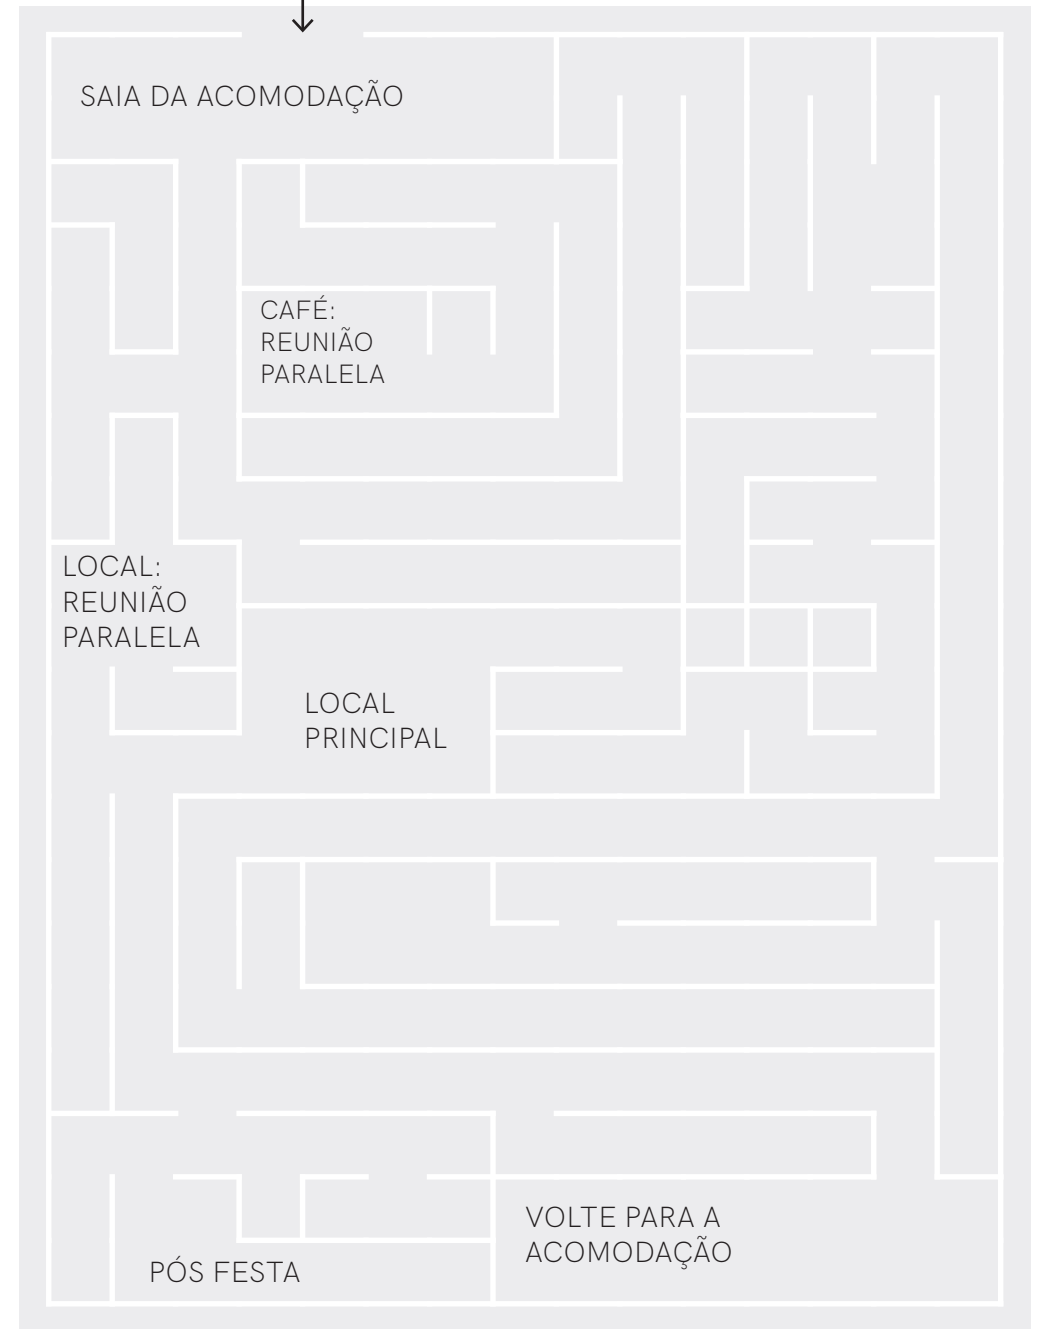 SAIA DA ACOMODAÇÃO
CAFÉ:
REUNIÃO
PARALELA
LOCAL:
REUNIÃO
PARALELA
LOCAL
PRINCIPAL
VOLTE PARA A
ACOMODAÇÃO
PÓS FESTA